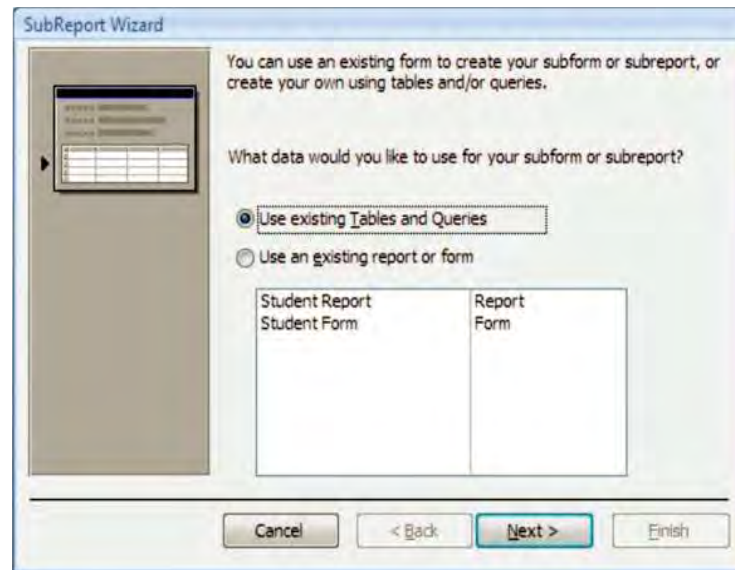 SubReport Wizard
You can use an existing form to create your subform or subreport, or
create your own using tables and/or queries.
What data would you like to use for your subform or subreport?
Use existing Tables and Queries
Use an existing report or form
Student Report Report
Student Form Form
Cancel < Back Next > Finish